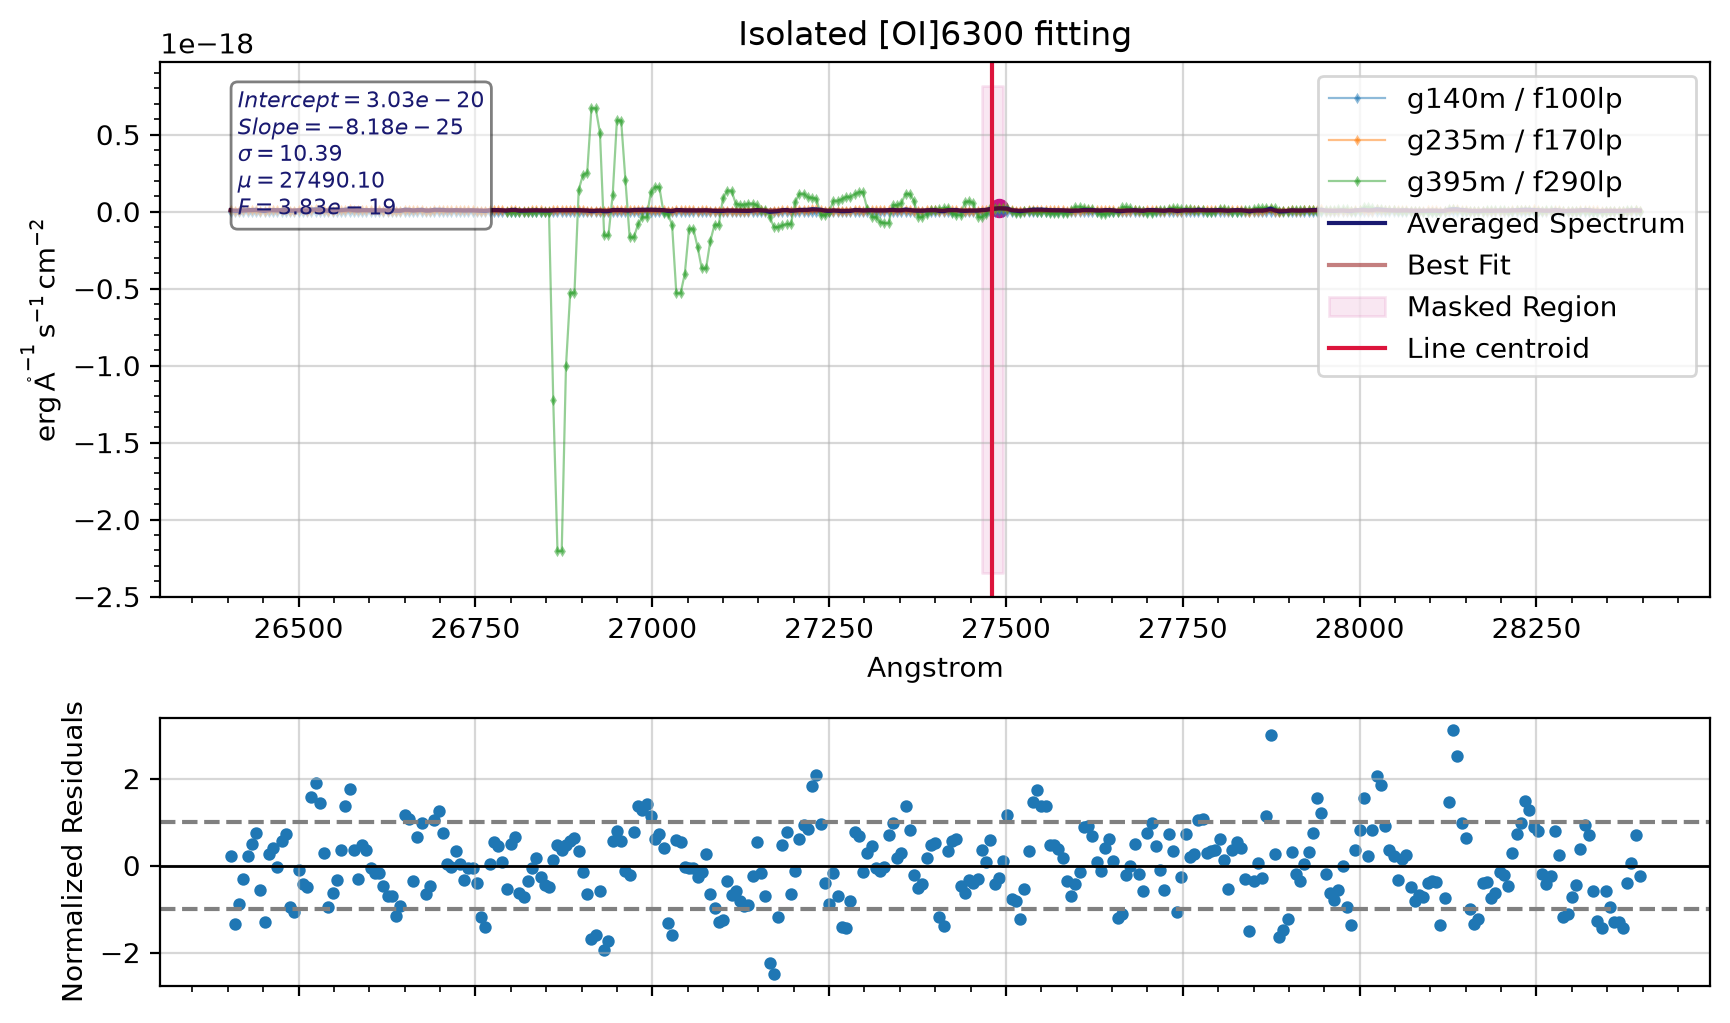 Isolated [OI]6300 fitting
1e−18
Intercept = 3.03e − 20
Slope = −8.18e − 25
σ = 10.39
μ = 27490.10
F = 3.83e − 19
g140m / f100lp
g235m / f170lp
g395m / f290lp
Averaged Spectrum
Best Fit
Masked Region
Line centroid
0.5
0.0
−0.5
−1.0
−1.5
−2.0
−2.5
erg Å⁻¹ s⁻¹ cm⁻²
26500 26750 27000 27250 27500 27750 28000 28250
Angstrom
2
0
−2
Normalized Residuals